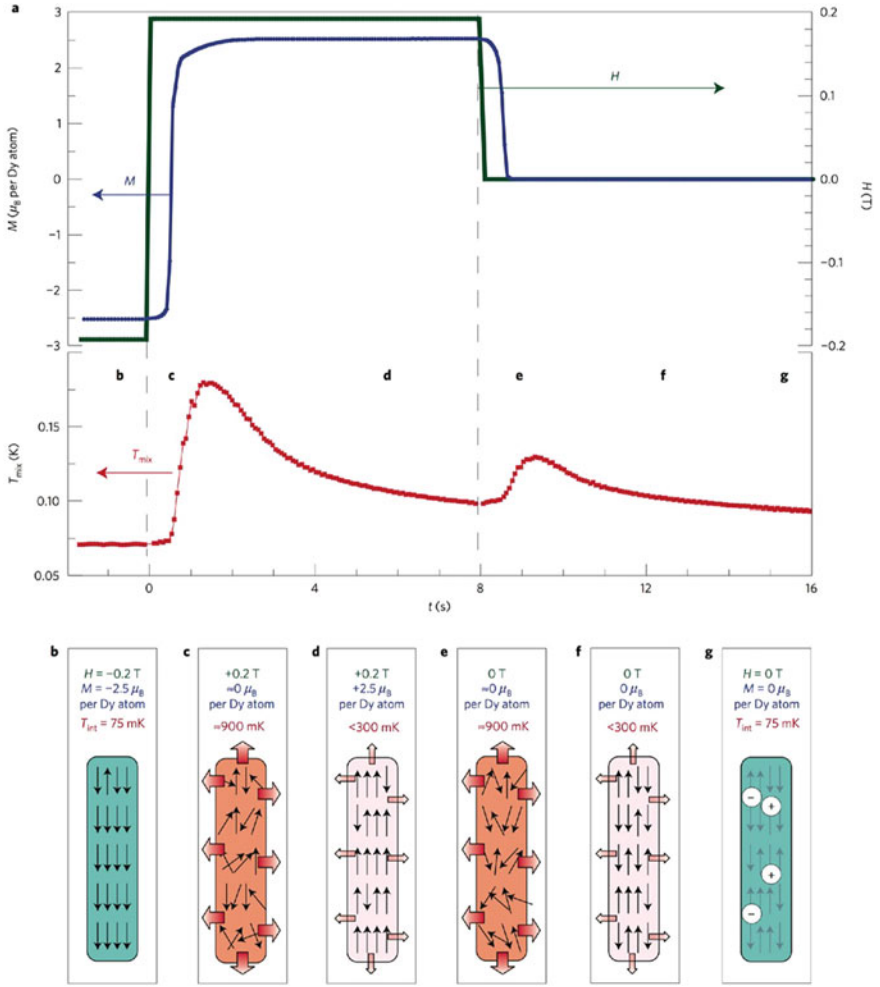 a
3
2
1
0
−1
−2
−3
M (μB per Dy atom)
M
H
0.2
0.1
0.0
−0.1
−0.2
H (T)
b c d e f g
0.15
0.10
0.05
Tmix (K)
Tmix
0 4 8 12 16
t (s)
b
H = −0.2 T
M = −2.5 μB
per Dy atom
Tint = 75 mK
c
+0.2 T
≈0 μB
per Dy atom
≈900 mK
d
+0.2 T
+2.5 μB
per Dy atom
<300 mK
e
0 T
≈0 μB
per Dy atom
≈900 mK
f
0 T
0 μB
per Dy atom
<300 mK
g
H = 0 T
M = 0 μB
per Dy atom
Tint = 75 mK
−
+
+
−